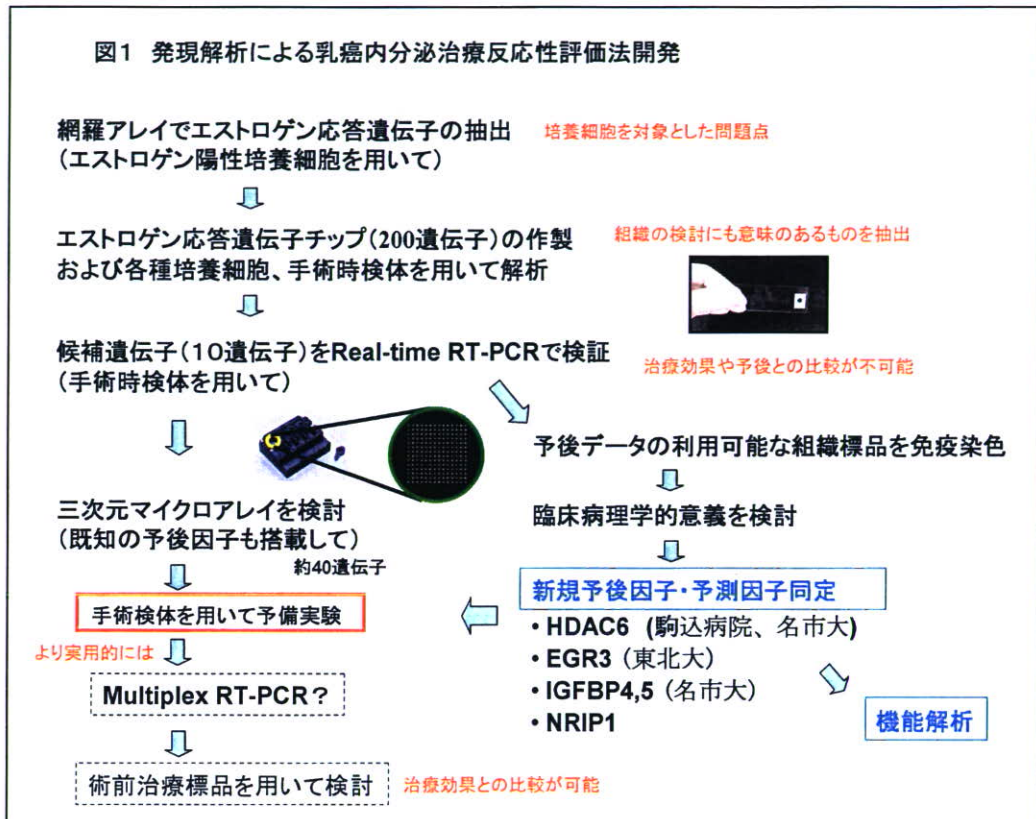 図1 発現解析による乳癌内分泌治療反応性評価法開発
網羅アレイでエストロゲン応答遺伝子の抽出
(エストロゲン陽性培養細胞を用いて)
培養細胞を対象とした問題点
エストロゲン応答遺伝子チップ(200遺伝子)の作製
および各種培養細胞、手術時検体を用いて解析
組織の検討にも意味のあるものを抽出
候補遺伝子(10遺伝子)をReal-time RT-PCRで検証
(手術時検体を用いて)
治療効果や予後との比較が不可能
予後データの利用可能な組織標品を免疫染色
三次元マイクロアレイを検討
(既知の予後因子も搭載して)
約40遺伝子
臨床病理学的意義を検討
手術検体を用いて予備実験
新規予後因子・予測因子同定
・HDAC6 (駒込病院、名市大)
・EGR3 (東北大)
・IGFBP4,5 (名市大)
・NRIP1
より実用的には
Multiplex RT-PCR?
機能解析
術前治療標品を用いて検討
治療効果との比較が可能